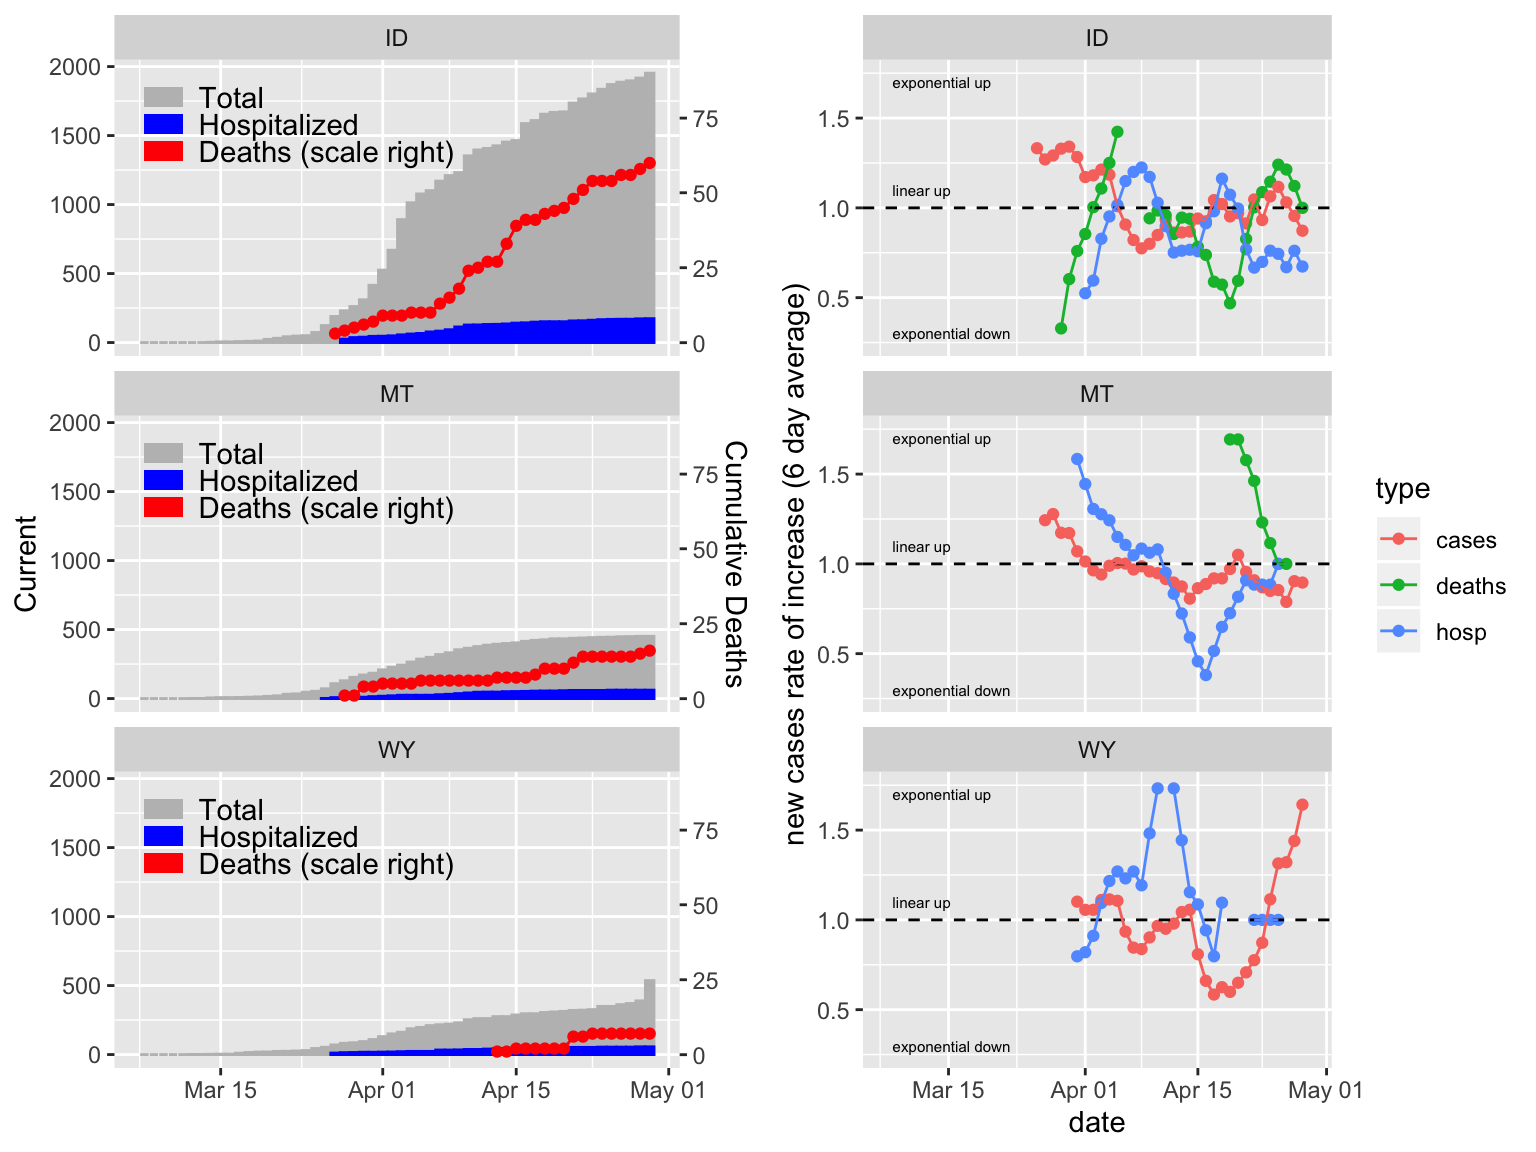 ID
2000
1500
1000
500
0
Total
Hospitalized
Deaths (scale right)
75
50
25
0
MT
2000
1500
1000
500
0
Total
Hospitalized
Deaths (scale right)
75
50
25
0
WY
2000
1500
1000
500
0
Total
Hospitalized
Deaths (scale right)
75
50
25
0
Mar 15
Apr 01
Apr 15
May 01
Current
Cumulative Deaths
new cases rate of increase (6 day average)
ID
1.5
1.0
0.5
exponential up
linear up
exponential down
MT
1.5
1.0
0.5
exponential up
linear up
exponential down
WY
1.5
1.0
0.5
exponential up
linear up
exponential down
Mar 15
Apr 01
Apr 15
May 01
date
type
cases
deaths
hosp